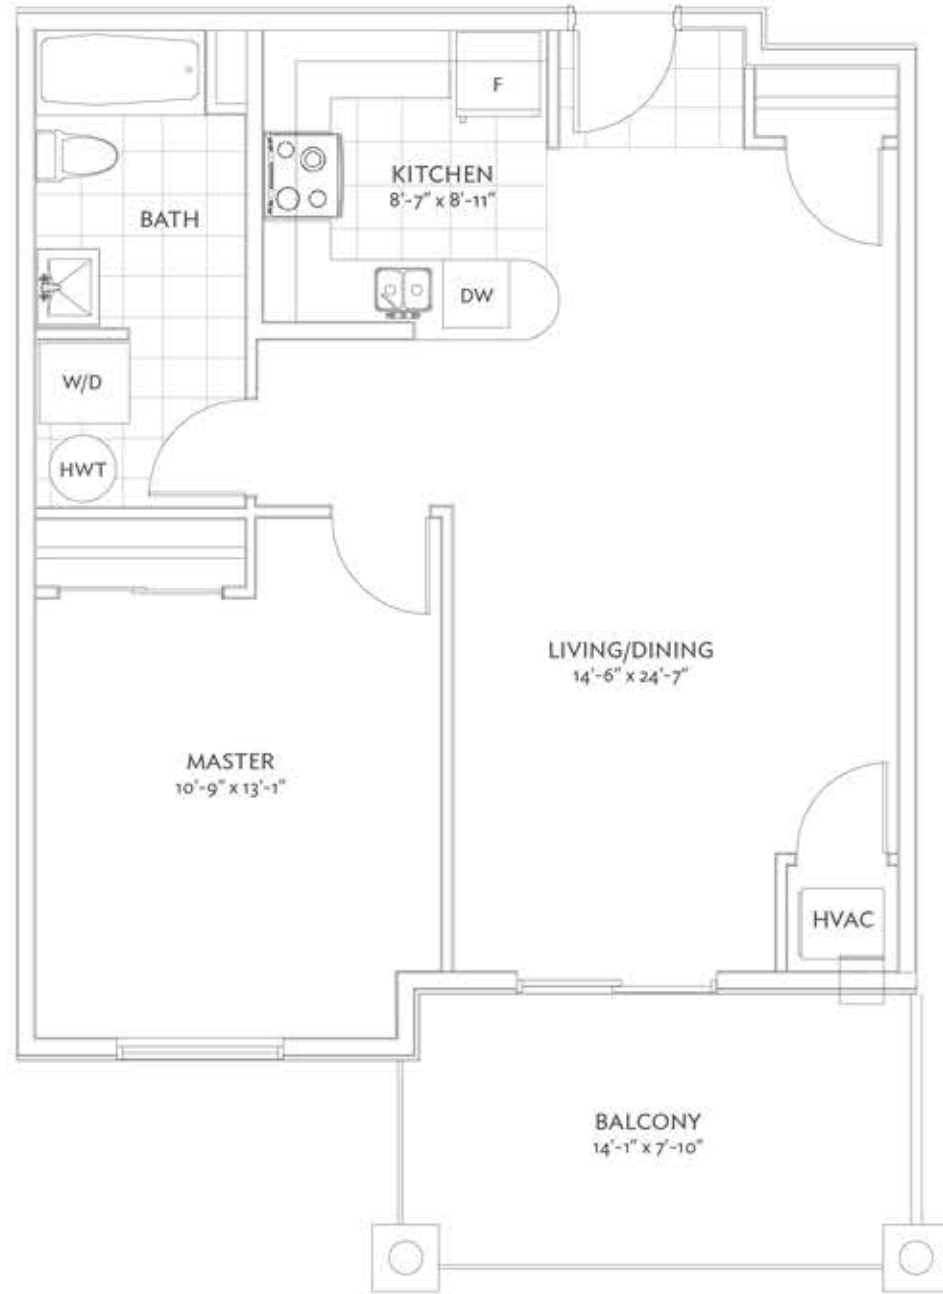 F
KITCHEN
8'-7" x 8'-11"
BATH
DW
W/D
HWT
LIVING/DINING
14'-6" x 24'-7"
MASTER
10'-9" x 13'-1"
HVAC
BALCONY
14'-1" x 7'-10"